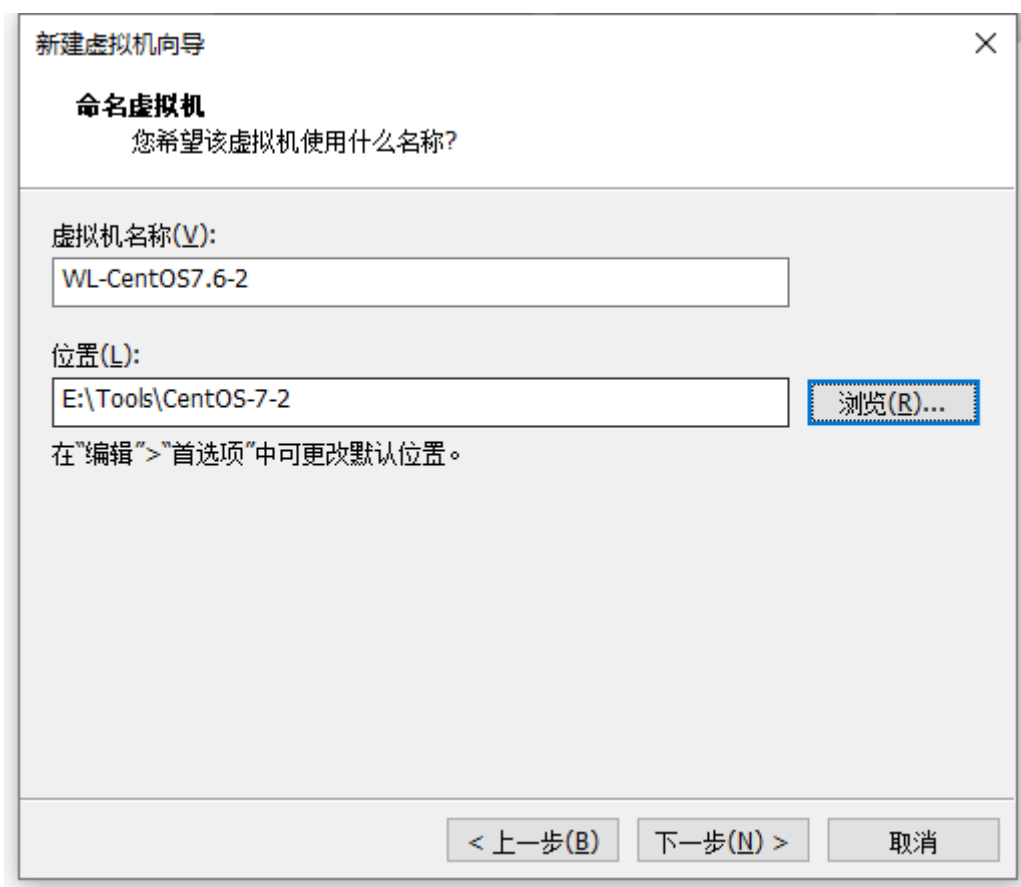 新建虚拟机向导
命名虚拟机
您希望该虚拟机使用什么名称?
虚拟机名称(V):
WL-CentOS7.6-2
位置(L):
E:\Tools\CentOS-7-2
浏览(R)...
在"编辑">"首选项"中可更改默认位置。
< 上一步(B) 下一步(N) > 取消